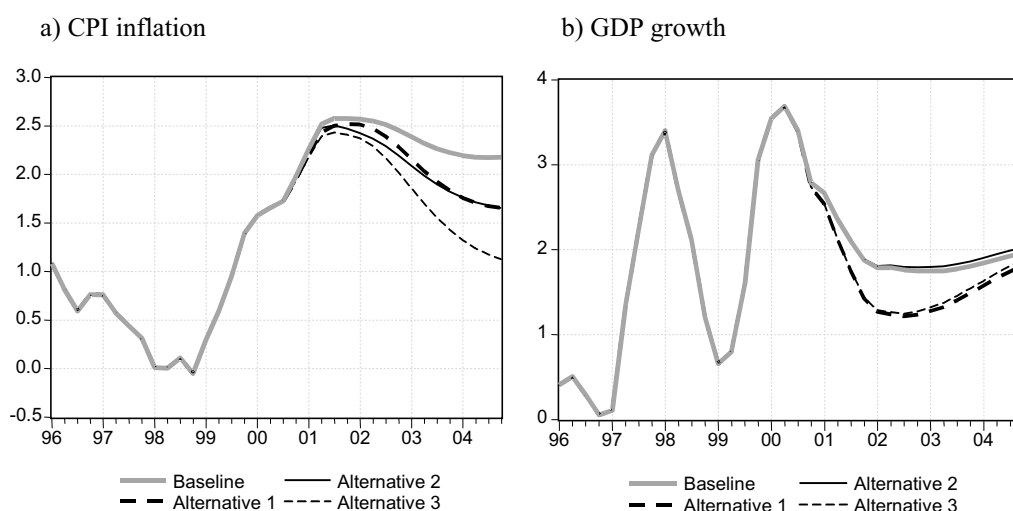 a) CPI inflation
3.0
2.5
2.0
1.5
1.0
0.5
0.0
-0.5
96 97 98 99 00 01 02 03 04
Baseline Alternative 2
Alternative 1 Alternative 3
b) GDP growth
4
3
2
1
0
96 97 98 99 00 01 02 03 04
Baseline Alternative 2
Alternative 1 Alternative 3